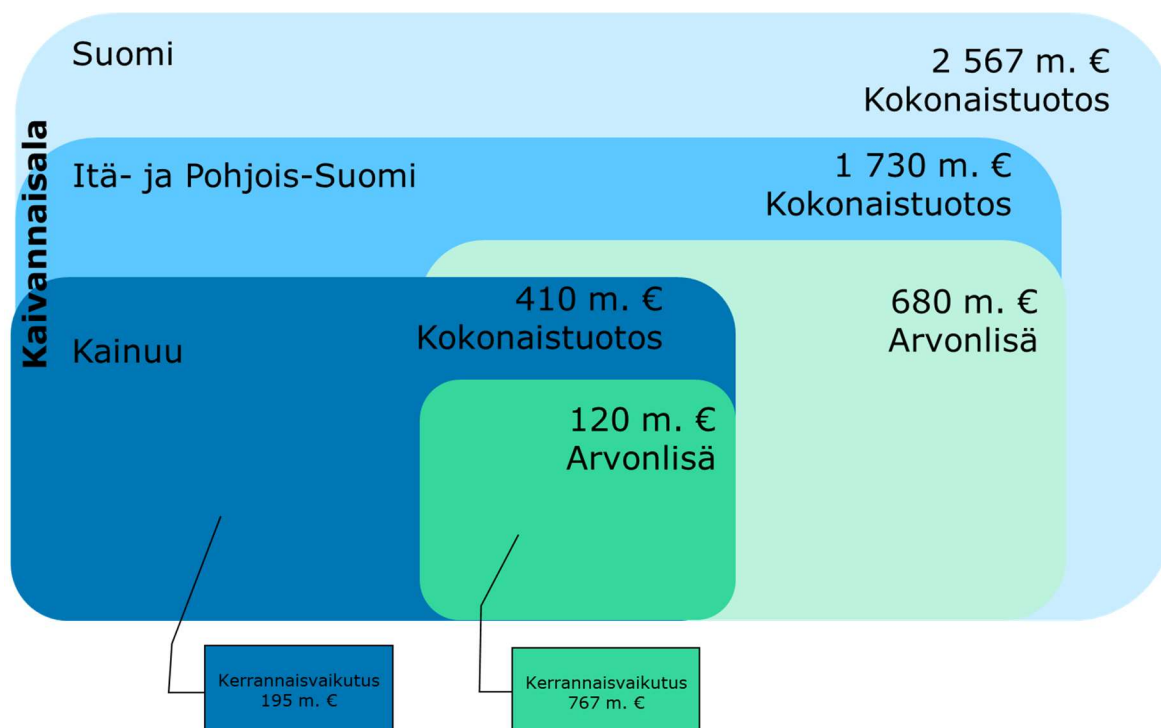 Suomi
2 567 m. €
Kokonaistuotos
Kaivannaisala
Itä- ja Pohjois-Suomi
1 730 m. €
Kokonaistuotos
Kainuu
410 m. €
Kokonaistuotos
680 m. €
Arvonlisä
120 m. €
Arvonlisä
Kerrannaisvaikutus
195 m. €
Kerrannaisvaikutus
767 m. €